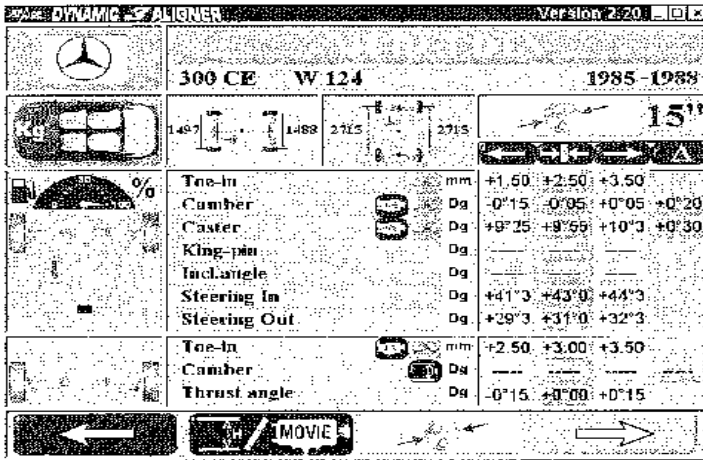 DYNAMIC ALIGNER Version 2.20
300 CE W 124 1985-1988
Kg 1497 1488 2715 2715 15"
%
Toe-in mm +1.50 +2.50 +3.50
Camber Dg -0°15 -0°05 +0°05 +0°20
Caster Dg +9°25 +9°55 +10°3 +0°30
King-pin Dg ---- ---- ----
Incl.angle Dg ---- ---- ----
Steering In Dg +41°3 +43°0 +44°3
Steering Out Dg +29°3 +31°0 +32°3
Toe-in mm +2.50 +3.00 +3.50
Camber Dg ---- ---- ---- ----
Thrust angle Dg -0°15 +0°00 +0°15
MOVIE